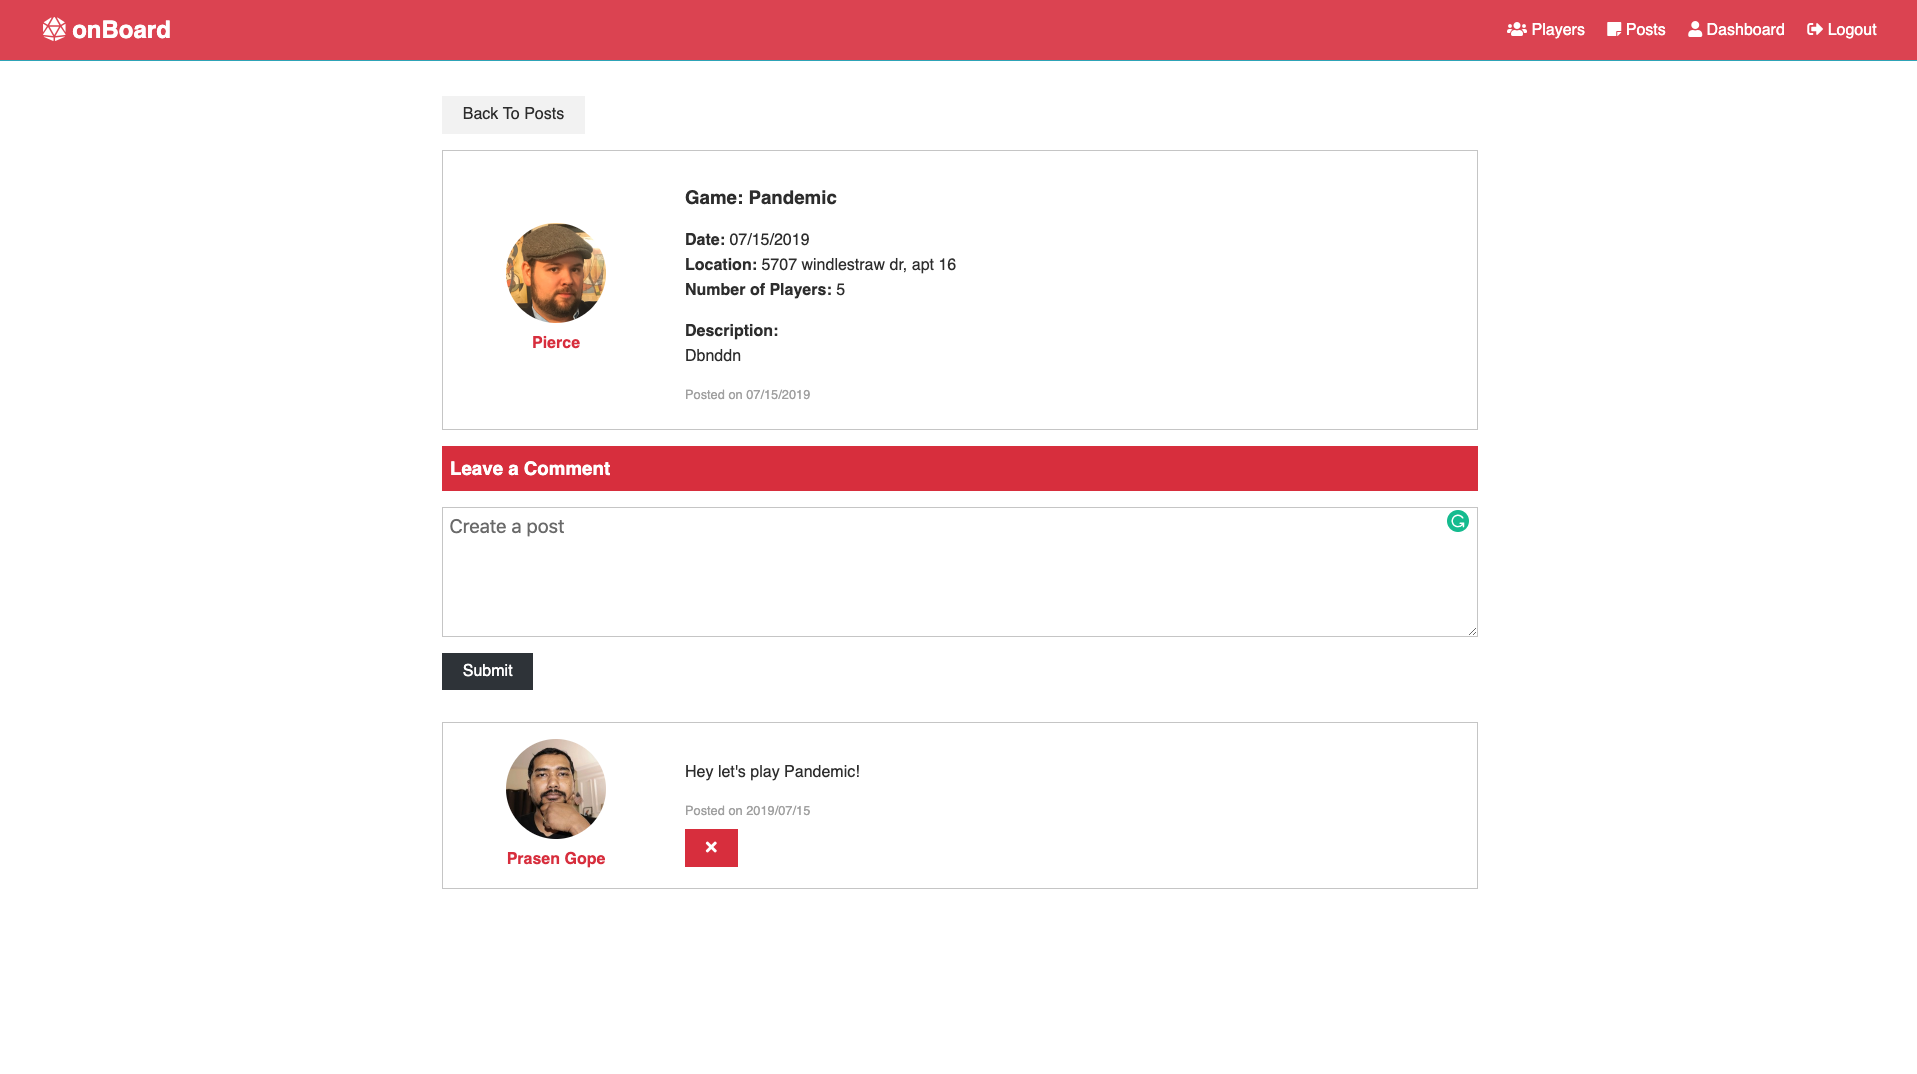 onBoard
Players Posts Dashboard Logout
Back To Posts
Game: Pandemic
Date: 07/15/2019
Location: 5707 windlestraw dr, apt 16
Number of Players: 5
Pierce
Description:
Dbnddn
Posted on 07/15/2019
Leave a Comment
Create a post
Submit
Hey let's play Pandemic!
Posted on 2019/07/15
Prasen Gope